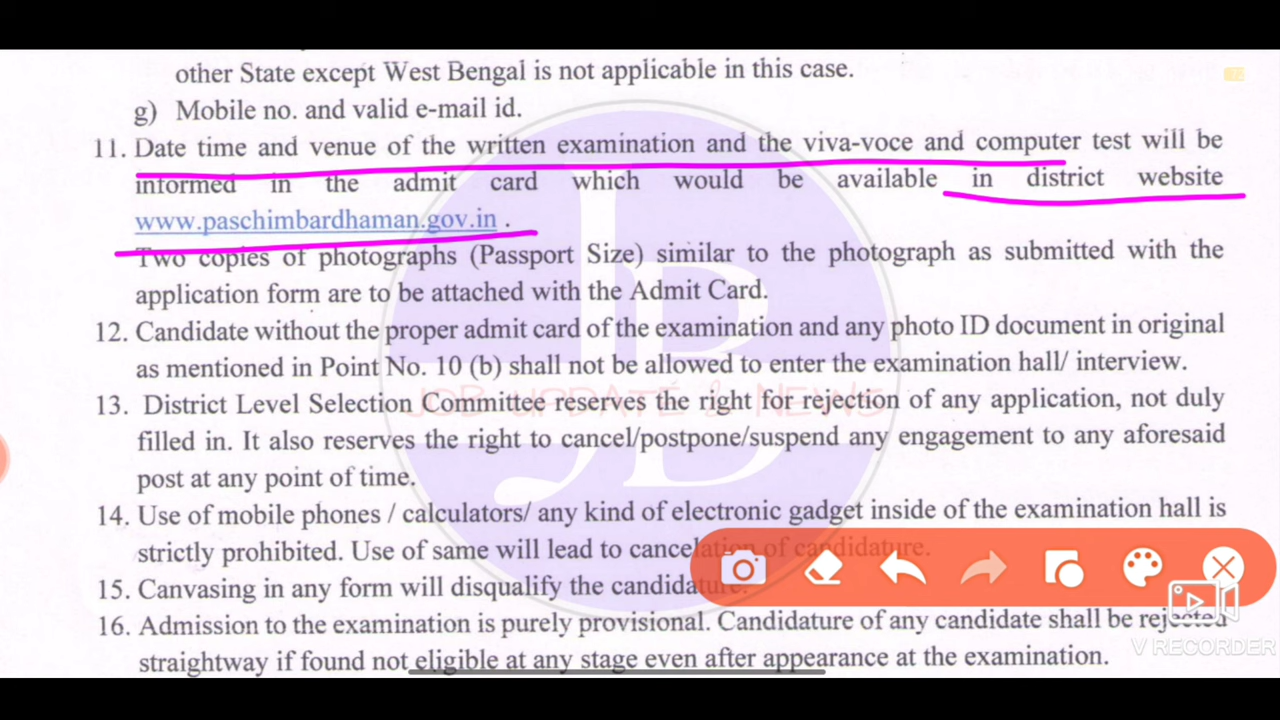 other State except West Bengal is not applicable in this case.
g) Mobile no. and valid e-mail id.
11. Date time and venue of the written examination and the viva-voce and computer test will be
informed in the admit card which would be available in district website
www.paschimbardhaman.gov.in .
Two copies of photographs (Passport Size) similar to the photograph as submitted with the
application form are to be attached with the Admit Card.
12. Candidate without the proper admit card of the examination and any photo ID document in original
as mentioned in Point No. 10 (b) shall not be allowed to enter the examination hall/ interview.
JOB UPDATE & NEWS
13. District Level Selection Committee reserves the right for rejection of any application, not duly
filled in. It also reserves the right to cancel/postpone/suspend any engagement to any aforesaid
post at any point of time.
14. Use of mobile phones / calculators/ any kind of electronic gadget inside of the examination hall is
strictly prohibited. Use of same will lead to cancelation of candidature.
15. Canvasing in any form will disqualify the candidature.
16. Admission to the examination is purely provisional. Candidature of any candidate shall be rejected
straightway if found not eligible at any stage even after appearance at the examination.
V RECORDER
JB